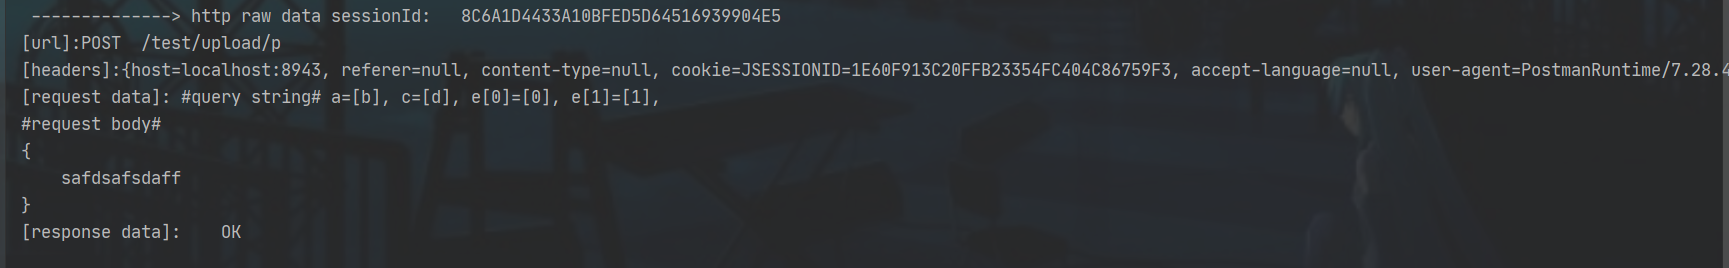 --------------> http raw data sessionId:   8C6A1D4433A10BFED5D64516939904E5
[url]:POST  /test/upload/p
[headers]:{host=localhost:8943, referer=null, content-type=null, cookie=JSESSIONID=1E60F913C20FFB23354FC404C86759F3, accept-language=null, user-agent=PostmanRuntime/7.28.4
[request data]: #query string# a=[b], c=[d], e[0]=[0], e[1]=[1],
#request body#
{
    safdsafsdaff
}
[response data]:    OK